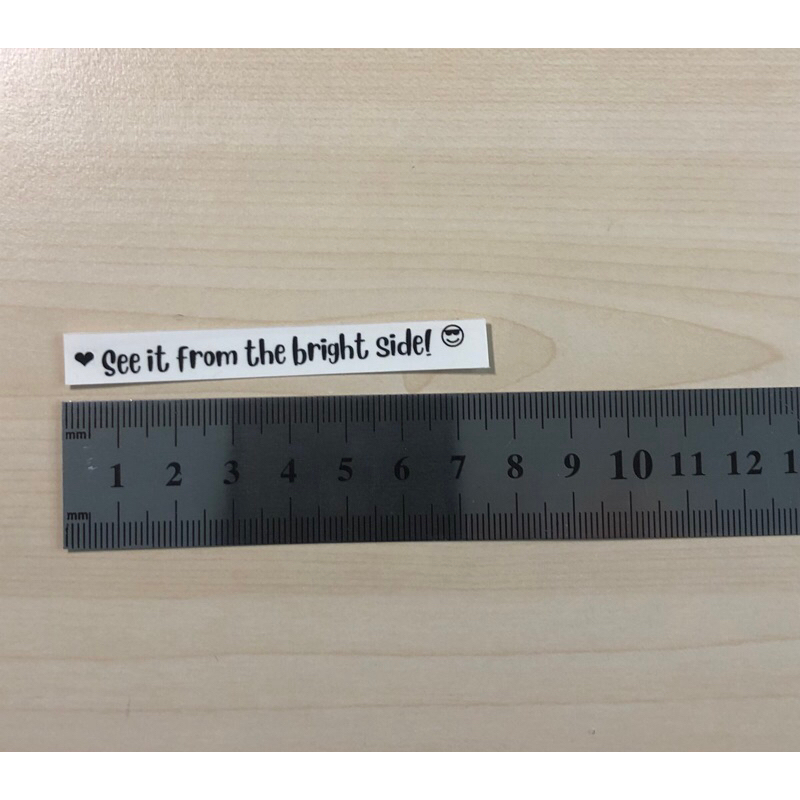 ❤ See it from the bright side! 😎
mm
1 2 3 4 5 6 7 8 9 10 11 12 1
mm